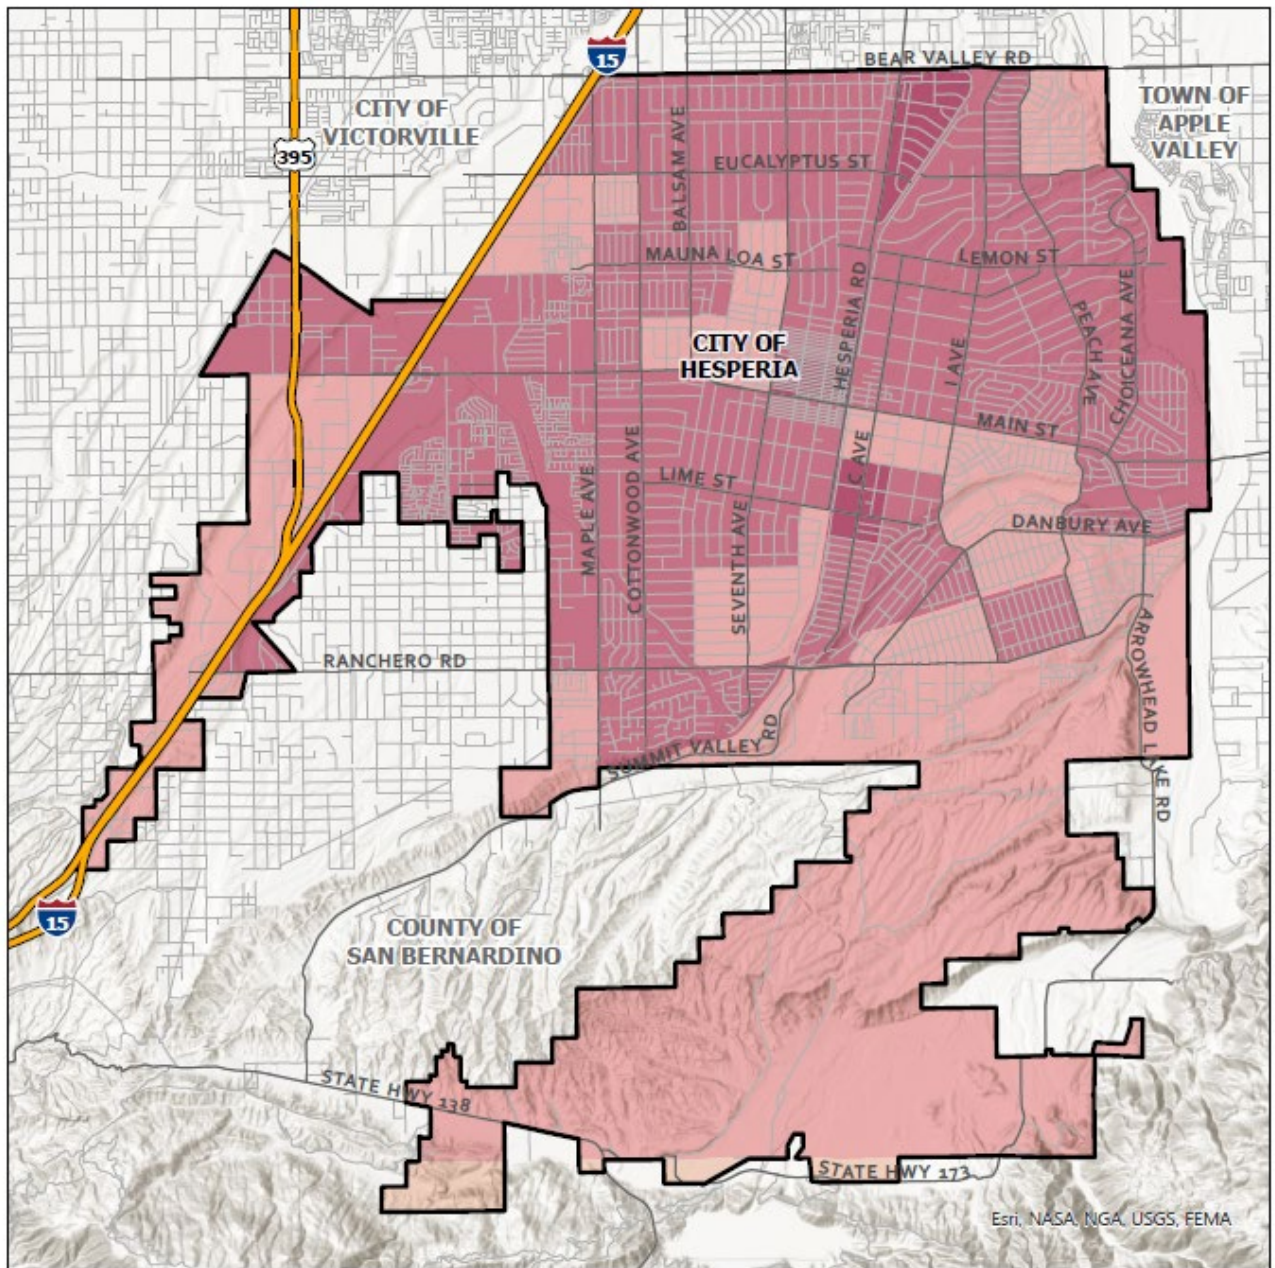 15
BEAR VALLEY RD
CITY OF
VICTORVILLE
TOWN OF
APPLE
VALLEY
395
BALSAM AVE
EUCALYPTUS ST
MAUNA LOA ST
LEMON ST
HESPERIA RD
PEACH AVE
CHOICEANA AVE
CITY OF
HESPERIA
I AVE
MAIN ST
C AVE
LIME ST
MAPLE AVE
COTTONWOOD AVE
SEVENTH AVE
DANBURY AVE
RANCHERO RD
ARROWHEAD LAKE RD
SUMMIT VALLEY RD
15
COUNTY OF
SAN BERNARDINO
STATE HWY 138
STATE HWY 173
Esri, NASA, NGA, USGS, FEMA